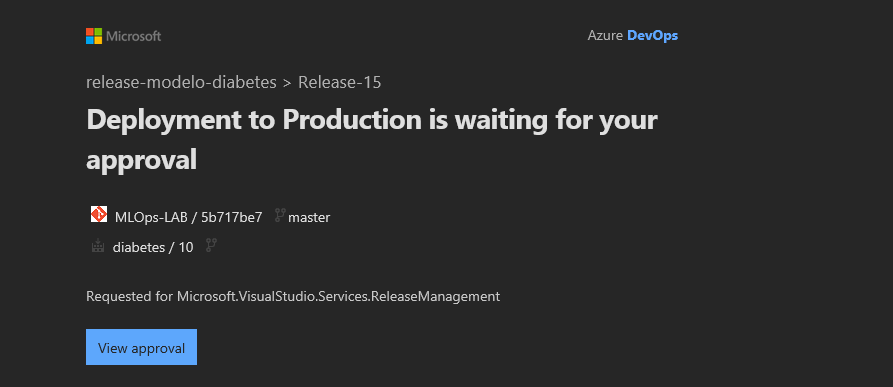 Microsoft
Azure DevOps
release-modelo-diabetes > Release-15
Deployment to Production is waiting for your
approval
MLOps-LAB / 5b717be7 master
diabetes / 10
Requested for Microsoft.VisualStudio.Services.ReleaseManagement
View approval